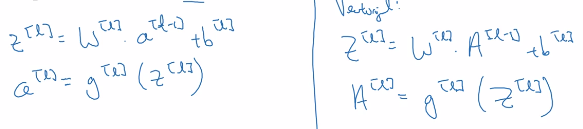 z^[l] = W^[l] · a^[l-1] + b^[l]
a^[l] = g^[l] (z^[l])
Vectorized:
Z^[l] = W^[l] · A^[l-1] + b^[l]
A^[l] = g^[l] (Z^[l])